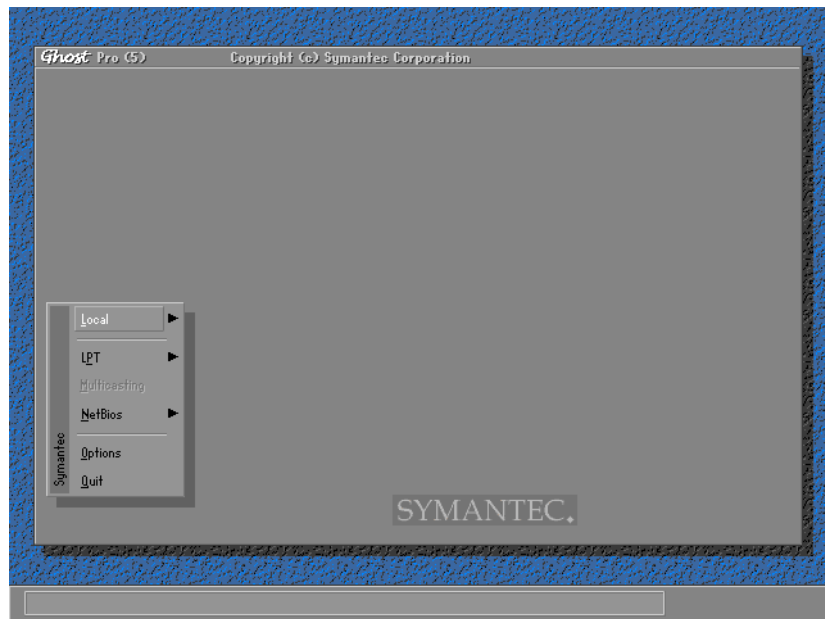 Ghost Pro (5) Copyright (c) Symantec Corporation
Local
LPT
Multicasting
NetBios
Options
Quit
Symantec
SYMANTEC.